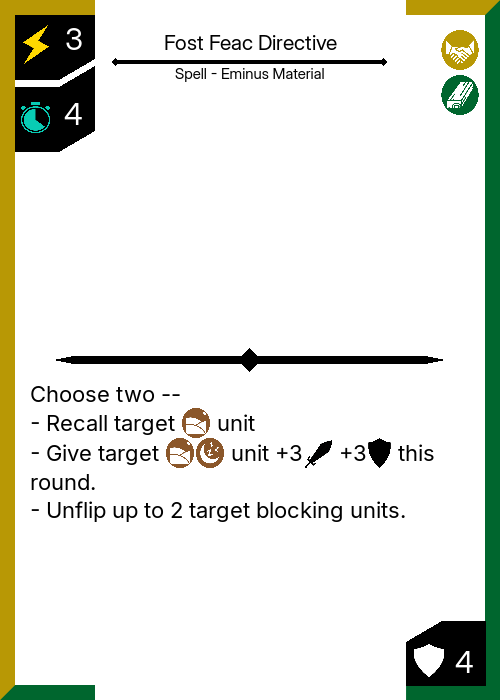 3
Fost Feac Directive
Spell - Eminus Material
4
Choose two --
- Recall target unit
- Give target unit +3 +3 this
round.
- Unflip up to 2 target blocking units.
4